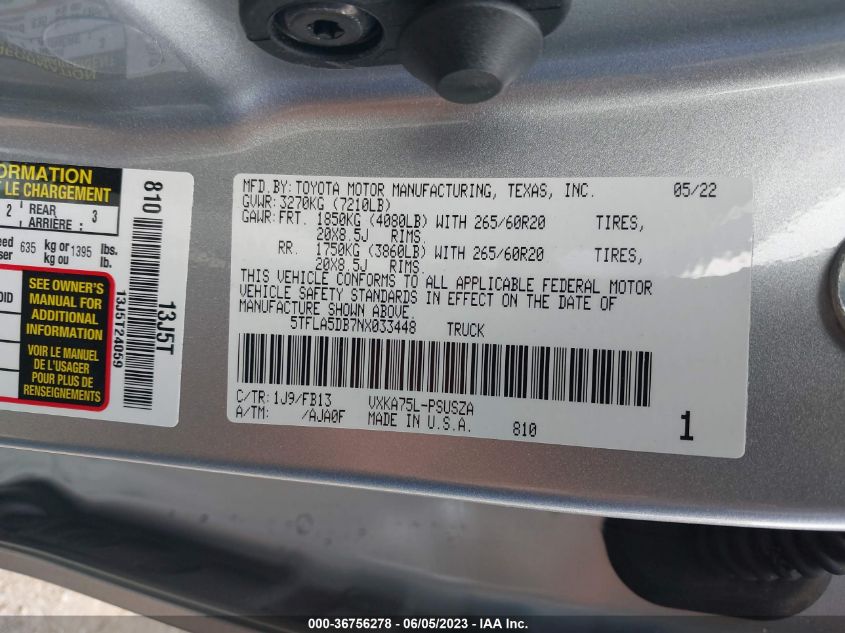 ORMATION
T LE CHARGEMENT
2 REAR ARRIÈRE : 3
635 kg or 1395 lbs.
kg ou lb.
OID
SEE OWNER'S
MANUAL FOR
ADDITIONAL
INFORMATION
VOIR LE MANUEL
DE L'USAGER
POUR PLUS DE
RENSEIGNEMENTS
810
13J5T
13J5T24059
MFD.BY:TOYOTA MOTOR MANUFACTURING, TEXAS, INC. 05/22
GVWR:3270KG (7210LB)
GAWR:FRT. 1850KG (4080LB) WITH 265/60R20 TIRES,
20X8.5J RIMS.
RR. 1750KG (3860LB) WITH 265/60R20 TIRES,
20X8.5J RIMS.
THIS VEHICLE CONFORMS TO ALL APPLICABLE FEDERAL MOTOR
VEHICLE SAFETY STANDARDS IN EFFECT ON THE DATE OF
MANUFACTURE SHOWN ABOVE.
5TFLA5DB7NX033448 TRUCK
C/TR:1J9/FB13 VXKA75L-PSUSZA
A/TM: /AJA0F MADE IN U.S.A. 810 1
000-36756278 - 06/05/2023 - IAA Inc.